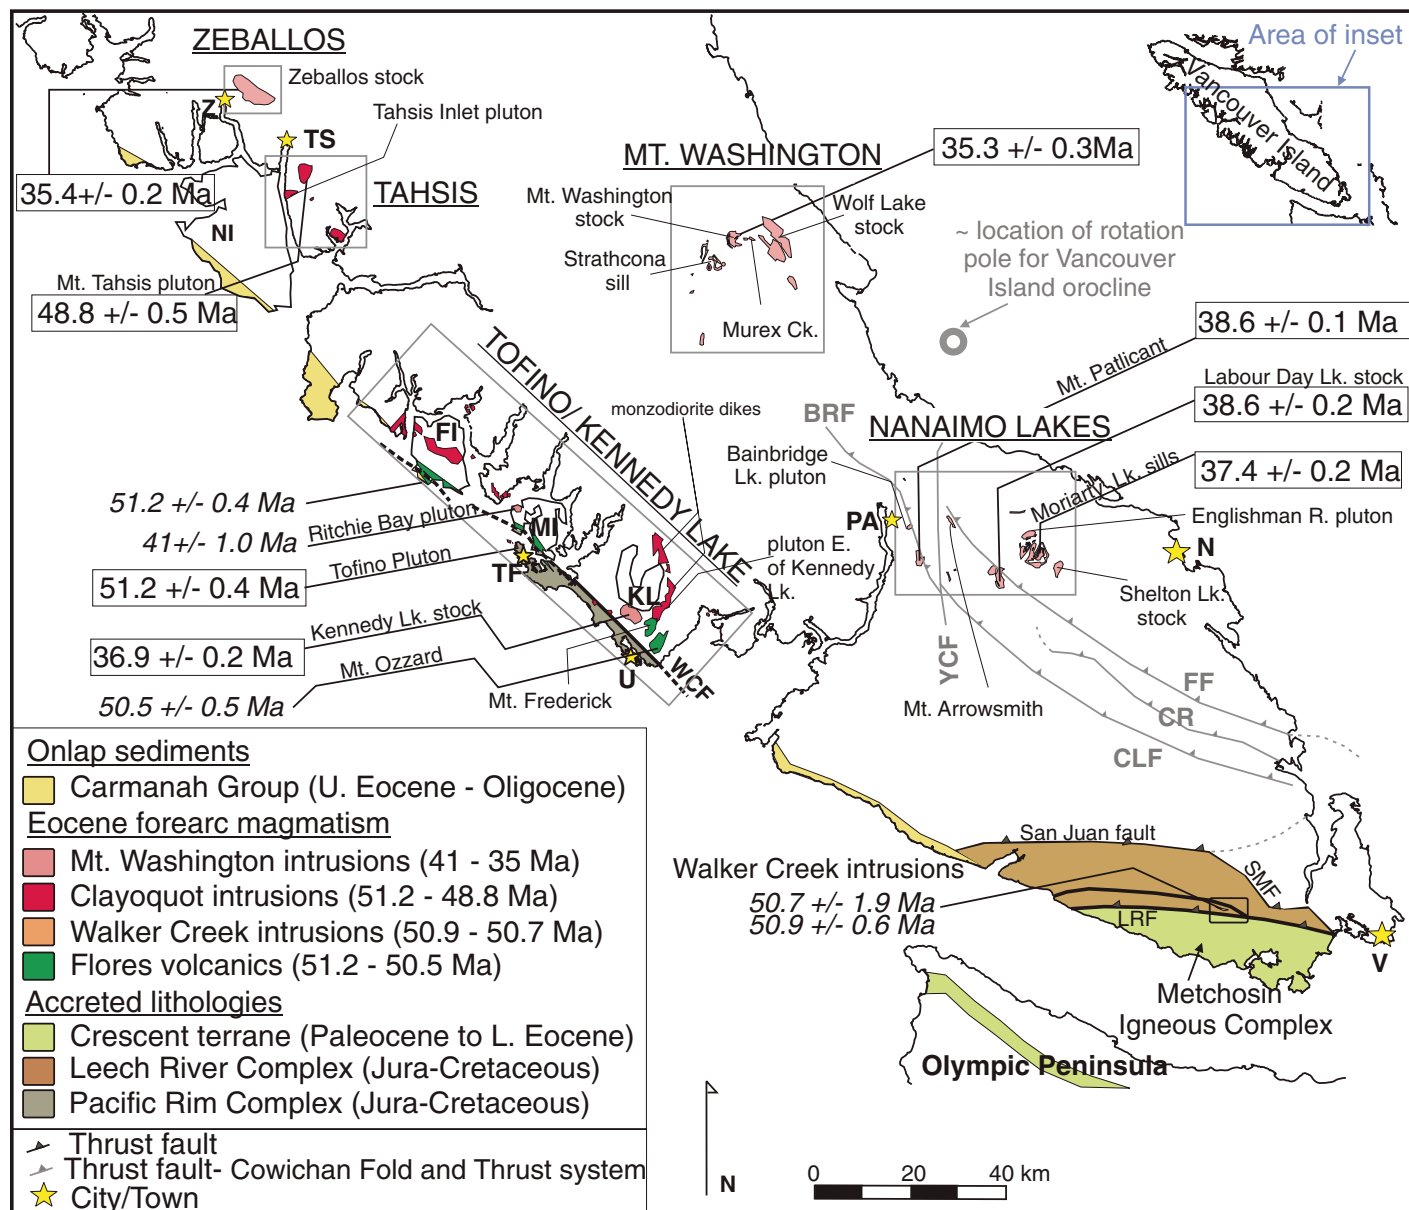 ZEBALLOS
Zeballos stock
Z
TS
Tahsis Inlet pluton
TAHSIS
35.4+/- 0.2 Ma
NI
Mt. Tahsis pluton
48.8 +/- 0.5 Ma
MT. WASHINGTON
35.3 +/- 0.3Ma
Mt. Washington
stock
Wolf Lake
stock
Strathcona
sill
Murex Ck.
Area of inset
Vancouver Island
~ location of rotation
pole for Vancouver
Island orocline
38.6 +/- 0.1 Ma
Mt. Patlicant
Labour Day Lk. stock
38.6 +/- 0.2 Ma
37.4 +/- 0.2 Ma
Moriarty Lk. sills
Englishman R. pluton
NANAIMO LAKES
BRF
Bainbridge
Lk. pluton
PA
N
Shelton Lk.
stock
YCF
Mt. Arrowsmith
FF
CR
CLF
TOFINO/ KENNEDY LAKE
monzodiorite dikes
FI
51.2 +/- 0.4 Ma
Ritchie Bay pluton
41+/- 1.0 Ma
MI
Tofino Pluton
TF
51.2 +/- 0.4 Ma
pluton E.
of Kennedy
Lk.
KL
Kennedy Lk. stock
36.9 +/- 0.2 Ma
Mt. Ozzard
50.5 +/- 0.5 Ma
Mt. Frederick
U
WCF
San Juan fault
Walker Creek intrusions
50.7 +/- 1.9 Ma
50.9 +/- 0.6 Ma
SMF
LRF
V
Metchosin
Igneous Complex
Olympic Peninsula
Onlap sediments
Carmanah Group (U. Eocene - Oligocene)
Eocene forearc magmatism
Mt. Washington intrusions (41 - 35 Ma)
Clayoquot intrusions (51.2 - 48.8 Ma)
Walker Creek intrusions (50.9 - 50.7 Ma)
Flores volcanics (51.2 - 50.5 Ma)
Accreted lithologies
Crescent terrane (Paleocene to L. Eocene)
Leech River Complex (Jura-Cretaceous)
Pacific Rim Complex (Jura-Cretaceous)
Thrust fault
Thrust fault- Cowichan Fold and Thrust system
City/Town
N
0 20 40 km